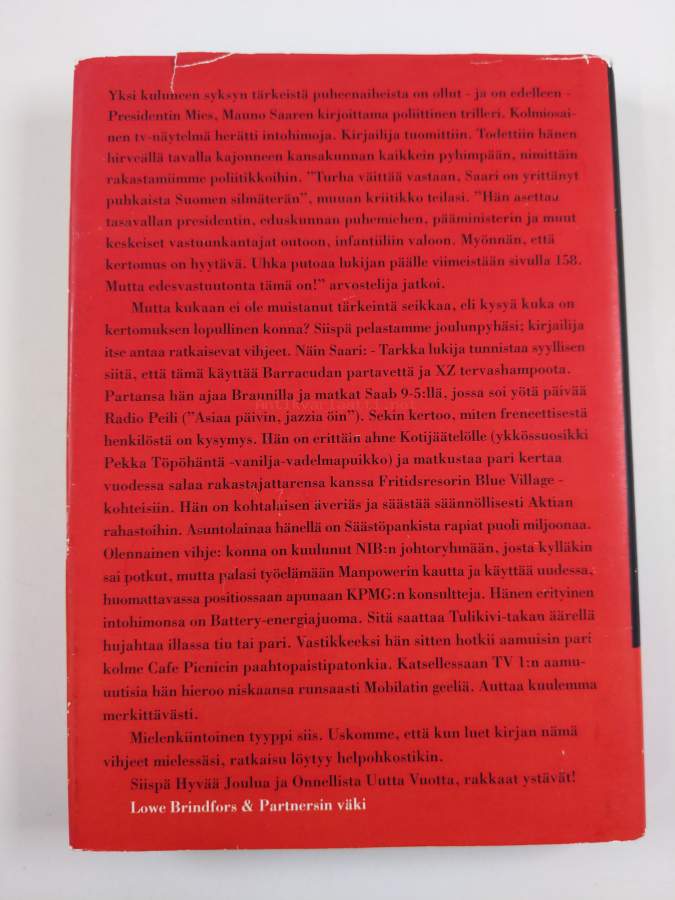 Yksi kuluneen syksyn tärkeistä puheenaiheista on ollut - ja on edelleen -
Presidentin Mies, Mauno Saaren kirjoittama poliittinen trilleri. Kolmiosai-
nen tv-näytelmä herätti intohimoja. Kirjailija tuomittiin. Todettiin hänen
hirveällä tavalla kajonneen kansakunnan kaikkein pyhimpään, nimittäin
rakastamiimme poliitikkoihin. ”Turha väittää vastaan, Saari on yrittänyt
puhkaista Suomen silmäterän”, muuan kriitikko teilasi. ”Hän asettaa
tasavallan presidentin, eduskunnan puhemiehen, pääministerin ja muut
keskeiset vastuunkantajat outoon, infantiiliin valoon. Myönnän, että
kertomus on hyytävä. Uhka putoaa lukijan päälle viimeistään sivulla 158.
Mutta edesvastuutonta tämä on!” arvostelija jatkoi.
Mutta kukaan ei ole muistanut tärkeintä seikkaa, eli kysyä kuka on
kertomuksen lopullinen konna? Siispä pelastamme joulunpyhäsi; kirjailija
itse antaa ratkaisevat vihjeet. Näin Saari: - Tarkka lukija tunnistaa syyllisen
siitä, että tämä käyttää Barracudan partavettä ja XZ tervashampoota.
Partansa hän ajaa Braunilla ja matkat Saab 9-5:llä, jossa soi yötä päivää
Radio Peili (”Asiaa päivin, jazzia öin”). Sekin kertoo, miten freneettisestä
henkilöstä on kysymys. Hän on erittäin ahne Kotijäätelölle (ykkössuosikki
Pekka Töpöhäntä -vanilja-vadelmapuikko) ja matkustaa pari kertaa
vuodessa salaa rakastajattarensa kanssa Fritidsresorin Blue Village -
kohteisiin. Hän on kohtalaisen äveriäs ja säästää säännöllisesti Aktian
rahastoihin. Asuntolainaa hänellä on Säästöpankista rapiat puoli miljoonaa.
Olennainen vihje: konna on kuulunut NIB:n johtoryhmään, josta kylläkin
sai potkut, mutta palasi työelämään Manpowerin kautta ja käyttää uudessa,
huomattavassa positiossaan apunaan KPMG:n konsultteja. Hänen erityinen
intohimonsa on Battery-energiajuoma. Sitä saattaa Tulikivi-takan äärellä
hujahtaa illassa tiu tai pari. Vastikkeeksi hän sitten hotkii aamuisin pari
kolme Cafe Picnicin paahtopaistipatonkia. Katsellessaan TV 1:n aamu-
uutisia hän hieroo niskaansa runsaasti Mobilatin geeliä. Auttaa kuulemma
merkittävästi.
Mielenkiintoinen tyyppi siis. Uskomme, että kun luet kirjan nämä
vihjeet mielessäsi, ratkaisu löytyy helpohkostikin.
Siispä Hyvää Joulua ja Onnellista Uutta Vuotta, rakkaat ystävät!
Lowe Brindfors & Partnersin väki